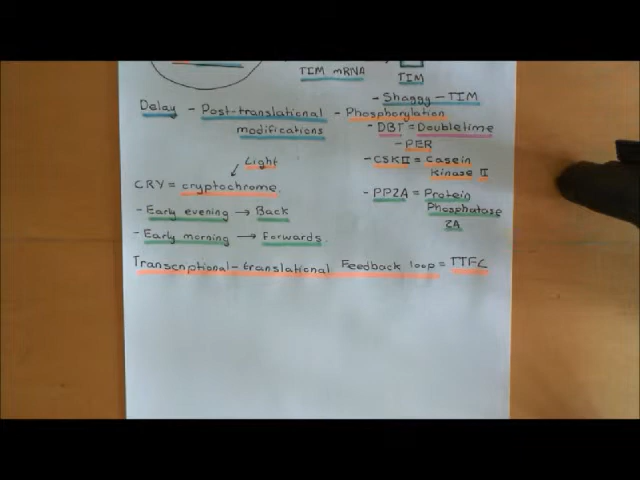 TIM mRNA
TIM
Delay - Post-translational
modifications
- Phosphorylation
- Shaggy - TIM
- DBT = Doubletime
- PER
- CSKII = Casein
Kinase II
- PP2A = Protein
Phosphatase
2A
Light
CRY = cryptochrome.
- Early evening → Back
- Early morning → Forwards.
Transcriptional-translational Feedback loop = TTFL